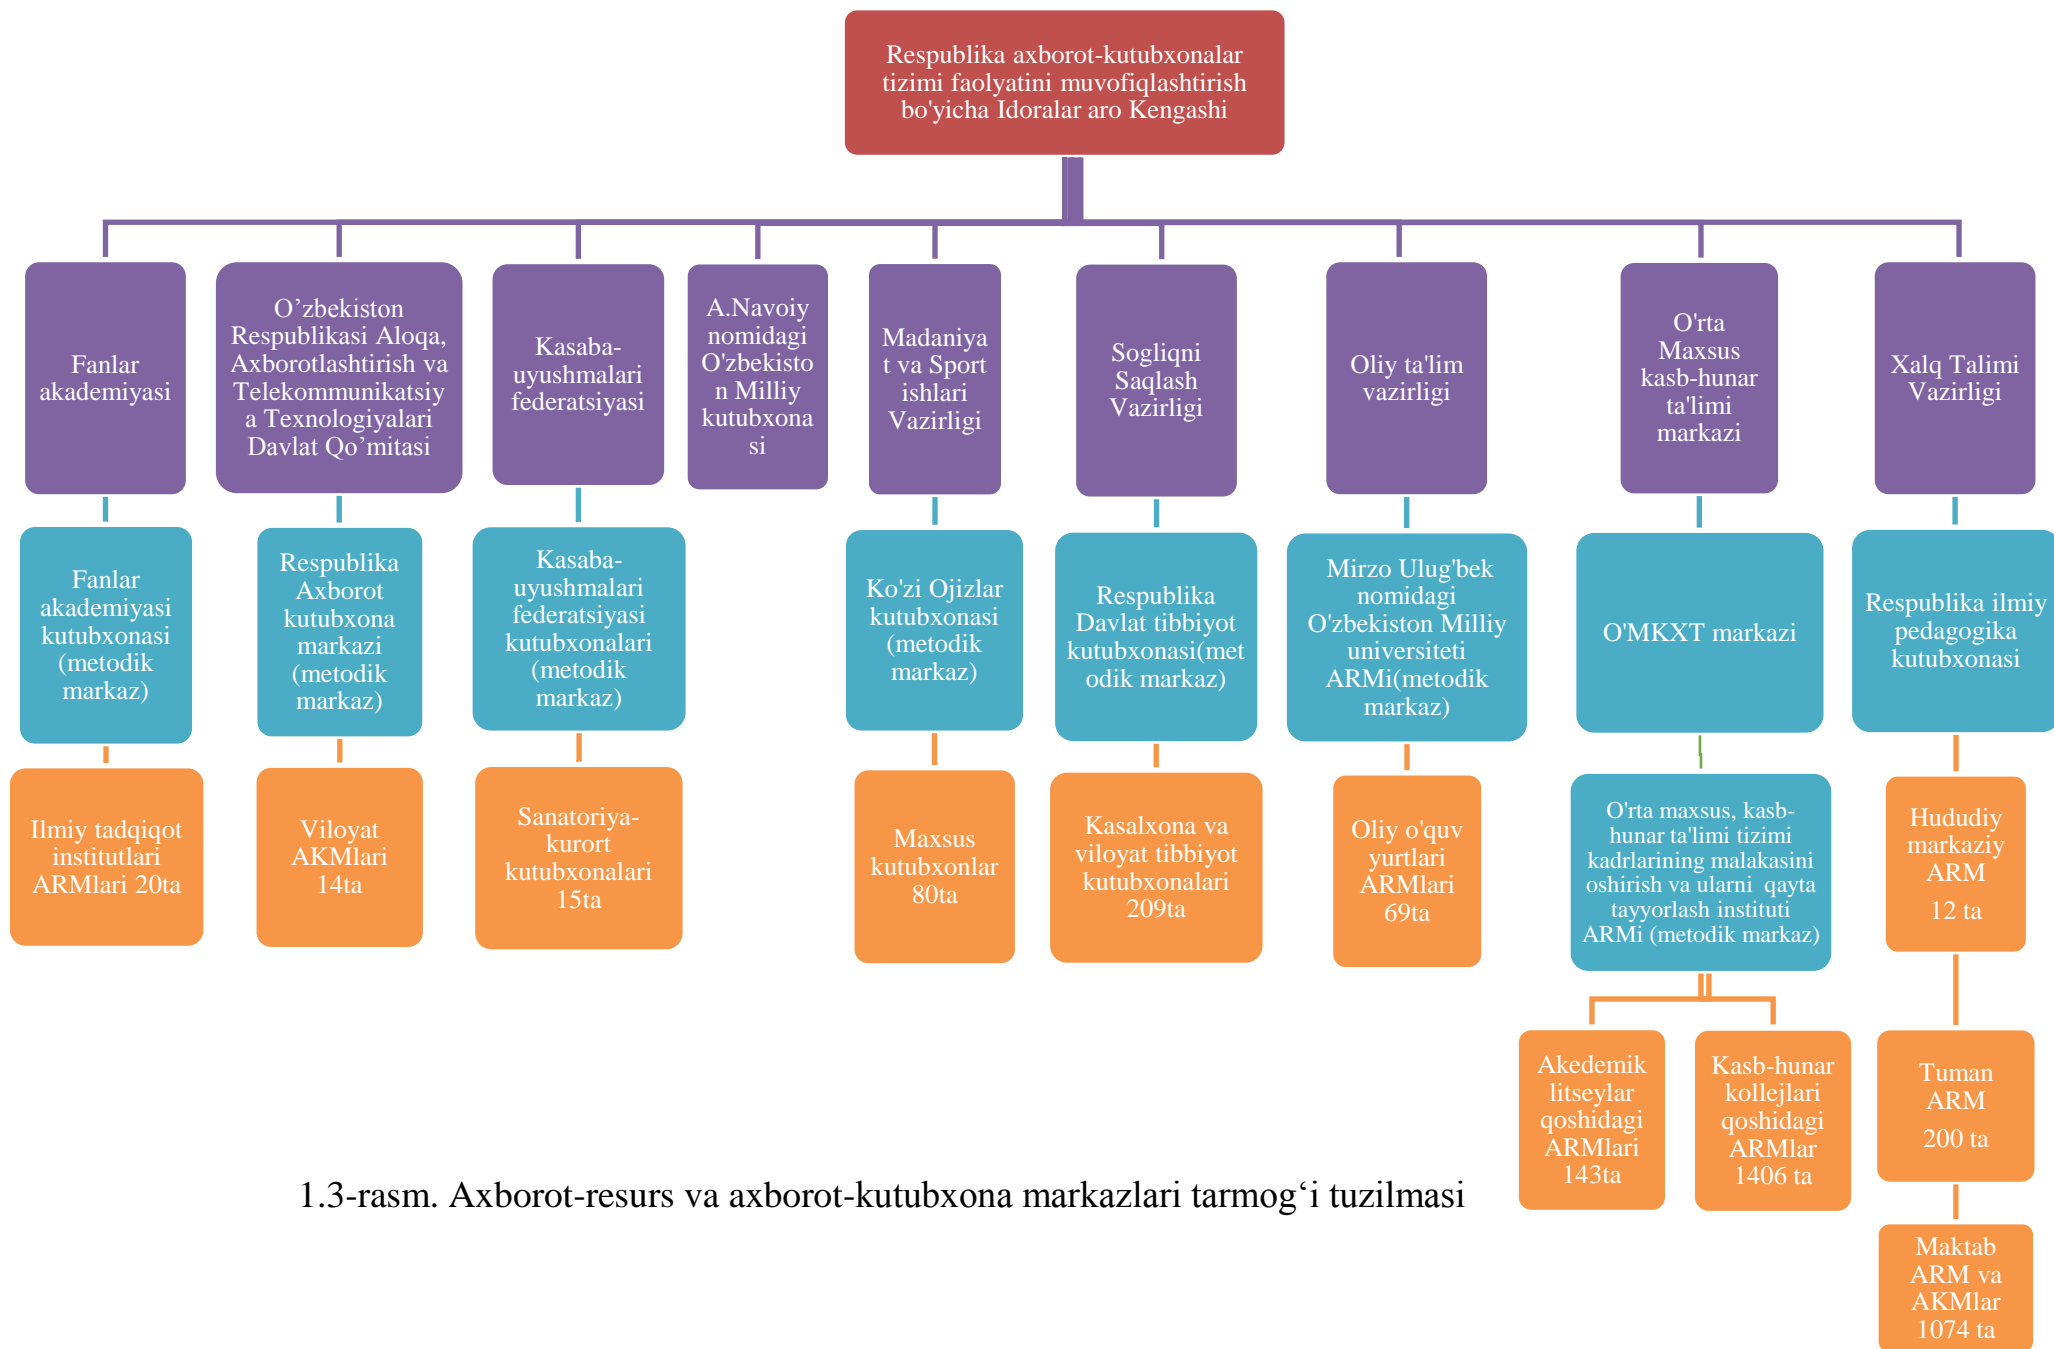 Respublika axborot-kutubxonalar
tizimi faolyatini muvofiqlashtirish
bo'yicha Idoralar aro Kengashi
Fanlar
akademiyasi
O’zbekiston
Respublikasi Aloqa,
Axborotlashtirish va
Telekommunikatsiy
a Texnologiyalari
Davlat Qo’mitasi
Kasaba-
uyushmalari
federatsiyasi
A.Navoiy
nomidagi
O'zbekisto
n Milliy
kutubxona
si
Madaniya
t va Sport
ishlari
Vazirligi
Sogliqni
Saqlash
Vazirligi
Oliy ta'lim
vazirligi
O'rta
Maxsus
kasb-hunar
ta'limi
markazi
Xalq Talimi
Vazirligi
Fanlar
akademiyasi
kutubxonasi
(metodik
markaz)
Respublika
Axborot
kutubxona
markazi
(metodik
markaz)
Kasaba-
uyushmalari
federatsiyasi
kutubxonalari
(metodik
markaz)
Ko'zi Ojizlar
kutubxonasi
(metodik
markaz)
Respublika
Davlat tibbiyot
kutubxonasi(met
odik markaz)
Mirzo Ulug'bek
nomidagi
O'zbekiston Milliy
universiteti
ARMi(metodik
markaz)
O'MKXT markazi
Respublika ilmiy
pedagogika
kutubxonasi
Ilmiy tadqiqot
institutlari
ARMlari 20ta
Viloyat
AKMlari
14ta
Sanatoriya-
kurort
kutubxonalari
15ta
Maxsus
kutubxonlar
80ta
Kasalxona va
viloyat tibbiyot
kutubxonalari
209ta
Oliy o'quv
yurtlari
ARMlari
69ta
O'rta maxsus, kasb-
hunar ta'limi tizimi
kadrlarining malakasini
oshirish va ularni qayta
tayyorlash instituti
ARMi (metodik markaz)
Hududiy
markaziy
ARM
12 ta
Akedemik
litseylar
qoshidagi
ARMlari
143ta
Kasb-hunar
kollejlari
qoshidagi
ARMlar
1406 ta
Tuman
ARM
200 ta
Maktab
ARM va
AKMlar
1074 ta
1.3-rasm. Axborot-resurs va axborot-kutubxona markazlari tarmog‘i tuzilmasi